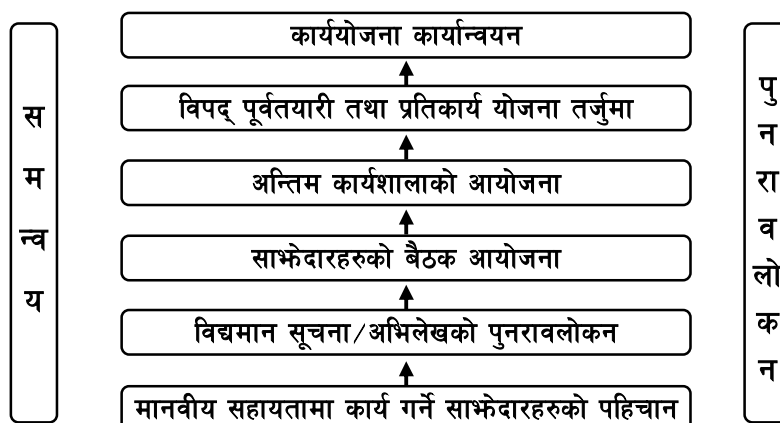 स
म
न्व
य
कार्ययोजना कार्यान्वयन
विपद् पूर्वतयारी तथा प्रतिकार्य योजना तर्जुमा
अन्तिम कार्यशालाको आयोजना
साझेदारहरुको बैठक आयोजना
विद्यमान सूचना/अभिलेखको पुनरावलोकन
मानवीय सहायतामा कार्य गर्ने साझेदारहरुको पहिचान
पु
न
रा
व
लो
क
न